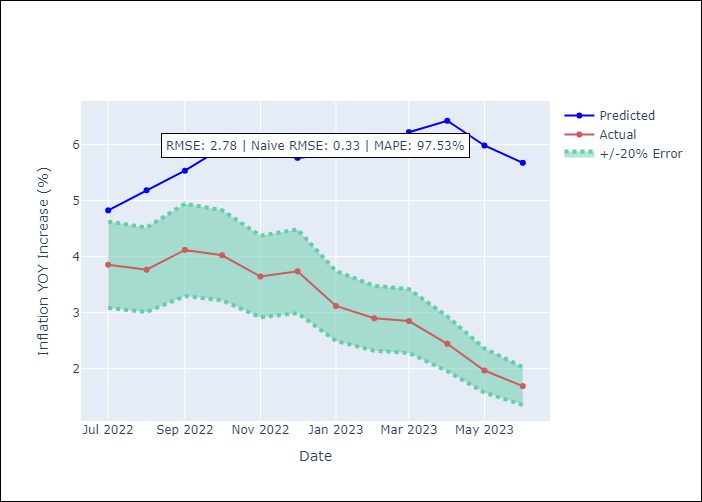 Predicted
Actual
+/-20% Error
RMSE: 2.78 | Naive RMSE: 0.33 | MAPE: 97.53%
6
5
4
3
2
Inflation YOY Increase (%)
Jul 2022
Sep 2022
Nov 2022
Jan 2023
Mar 2023
May 2023
Date